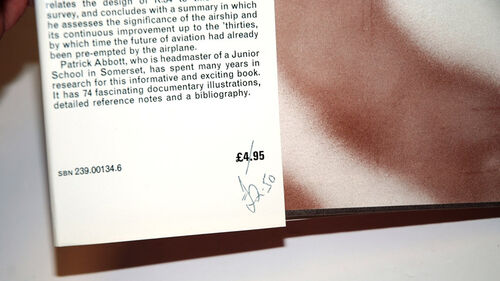 relates the design of R.34 to
survey, and concludes with a summary in which
he assesses the significance of the airship and
its continuous improvement up to the 'thirties,
by which time the future of aviation had already
been pre-empted by the airplane.
Patrick Abbott, who is headmaster of a Junior
School in Somerset, has spent many years in
research for this informative and exciting book.
It has 74 fascinating documentary illustrations,
detailed reference notes and a bibliography.
£4.95
SBN 239.00134.6
£2.50